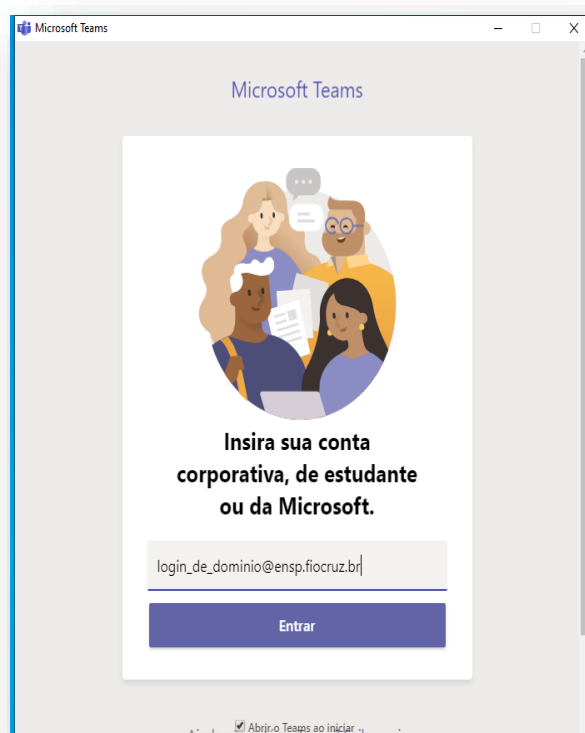 Microsoft Teams
Microsoft Teams
Insira sua conta
corporativa, de estudante
ou da Microsoft.
login_de_dominio@ensp.fiocruz.br
Entrar
Abrir o Teams ao iniciar